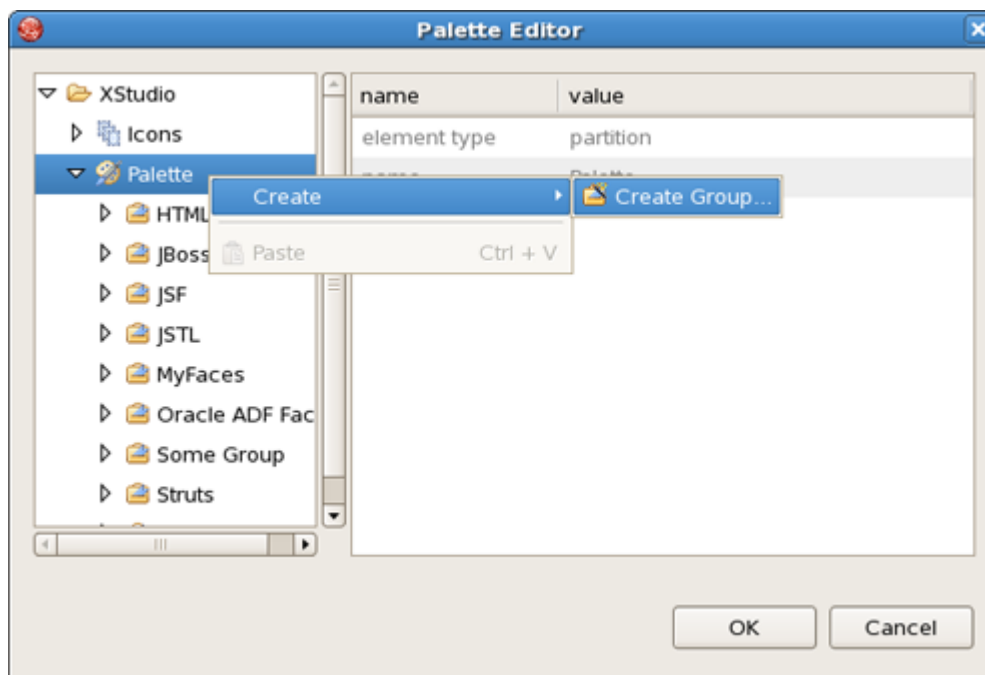 Palette Editor
XStudio
name value
Icons
element type partition
Palette
Create
Create Group...
HTML
Paste Ctrl + V
JBoss
JSF
JSTL
MyFaces
Oracle ADF Fac
Some Group
Struts
OK Cancel